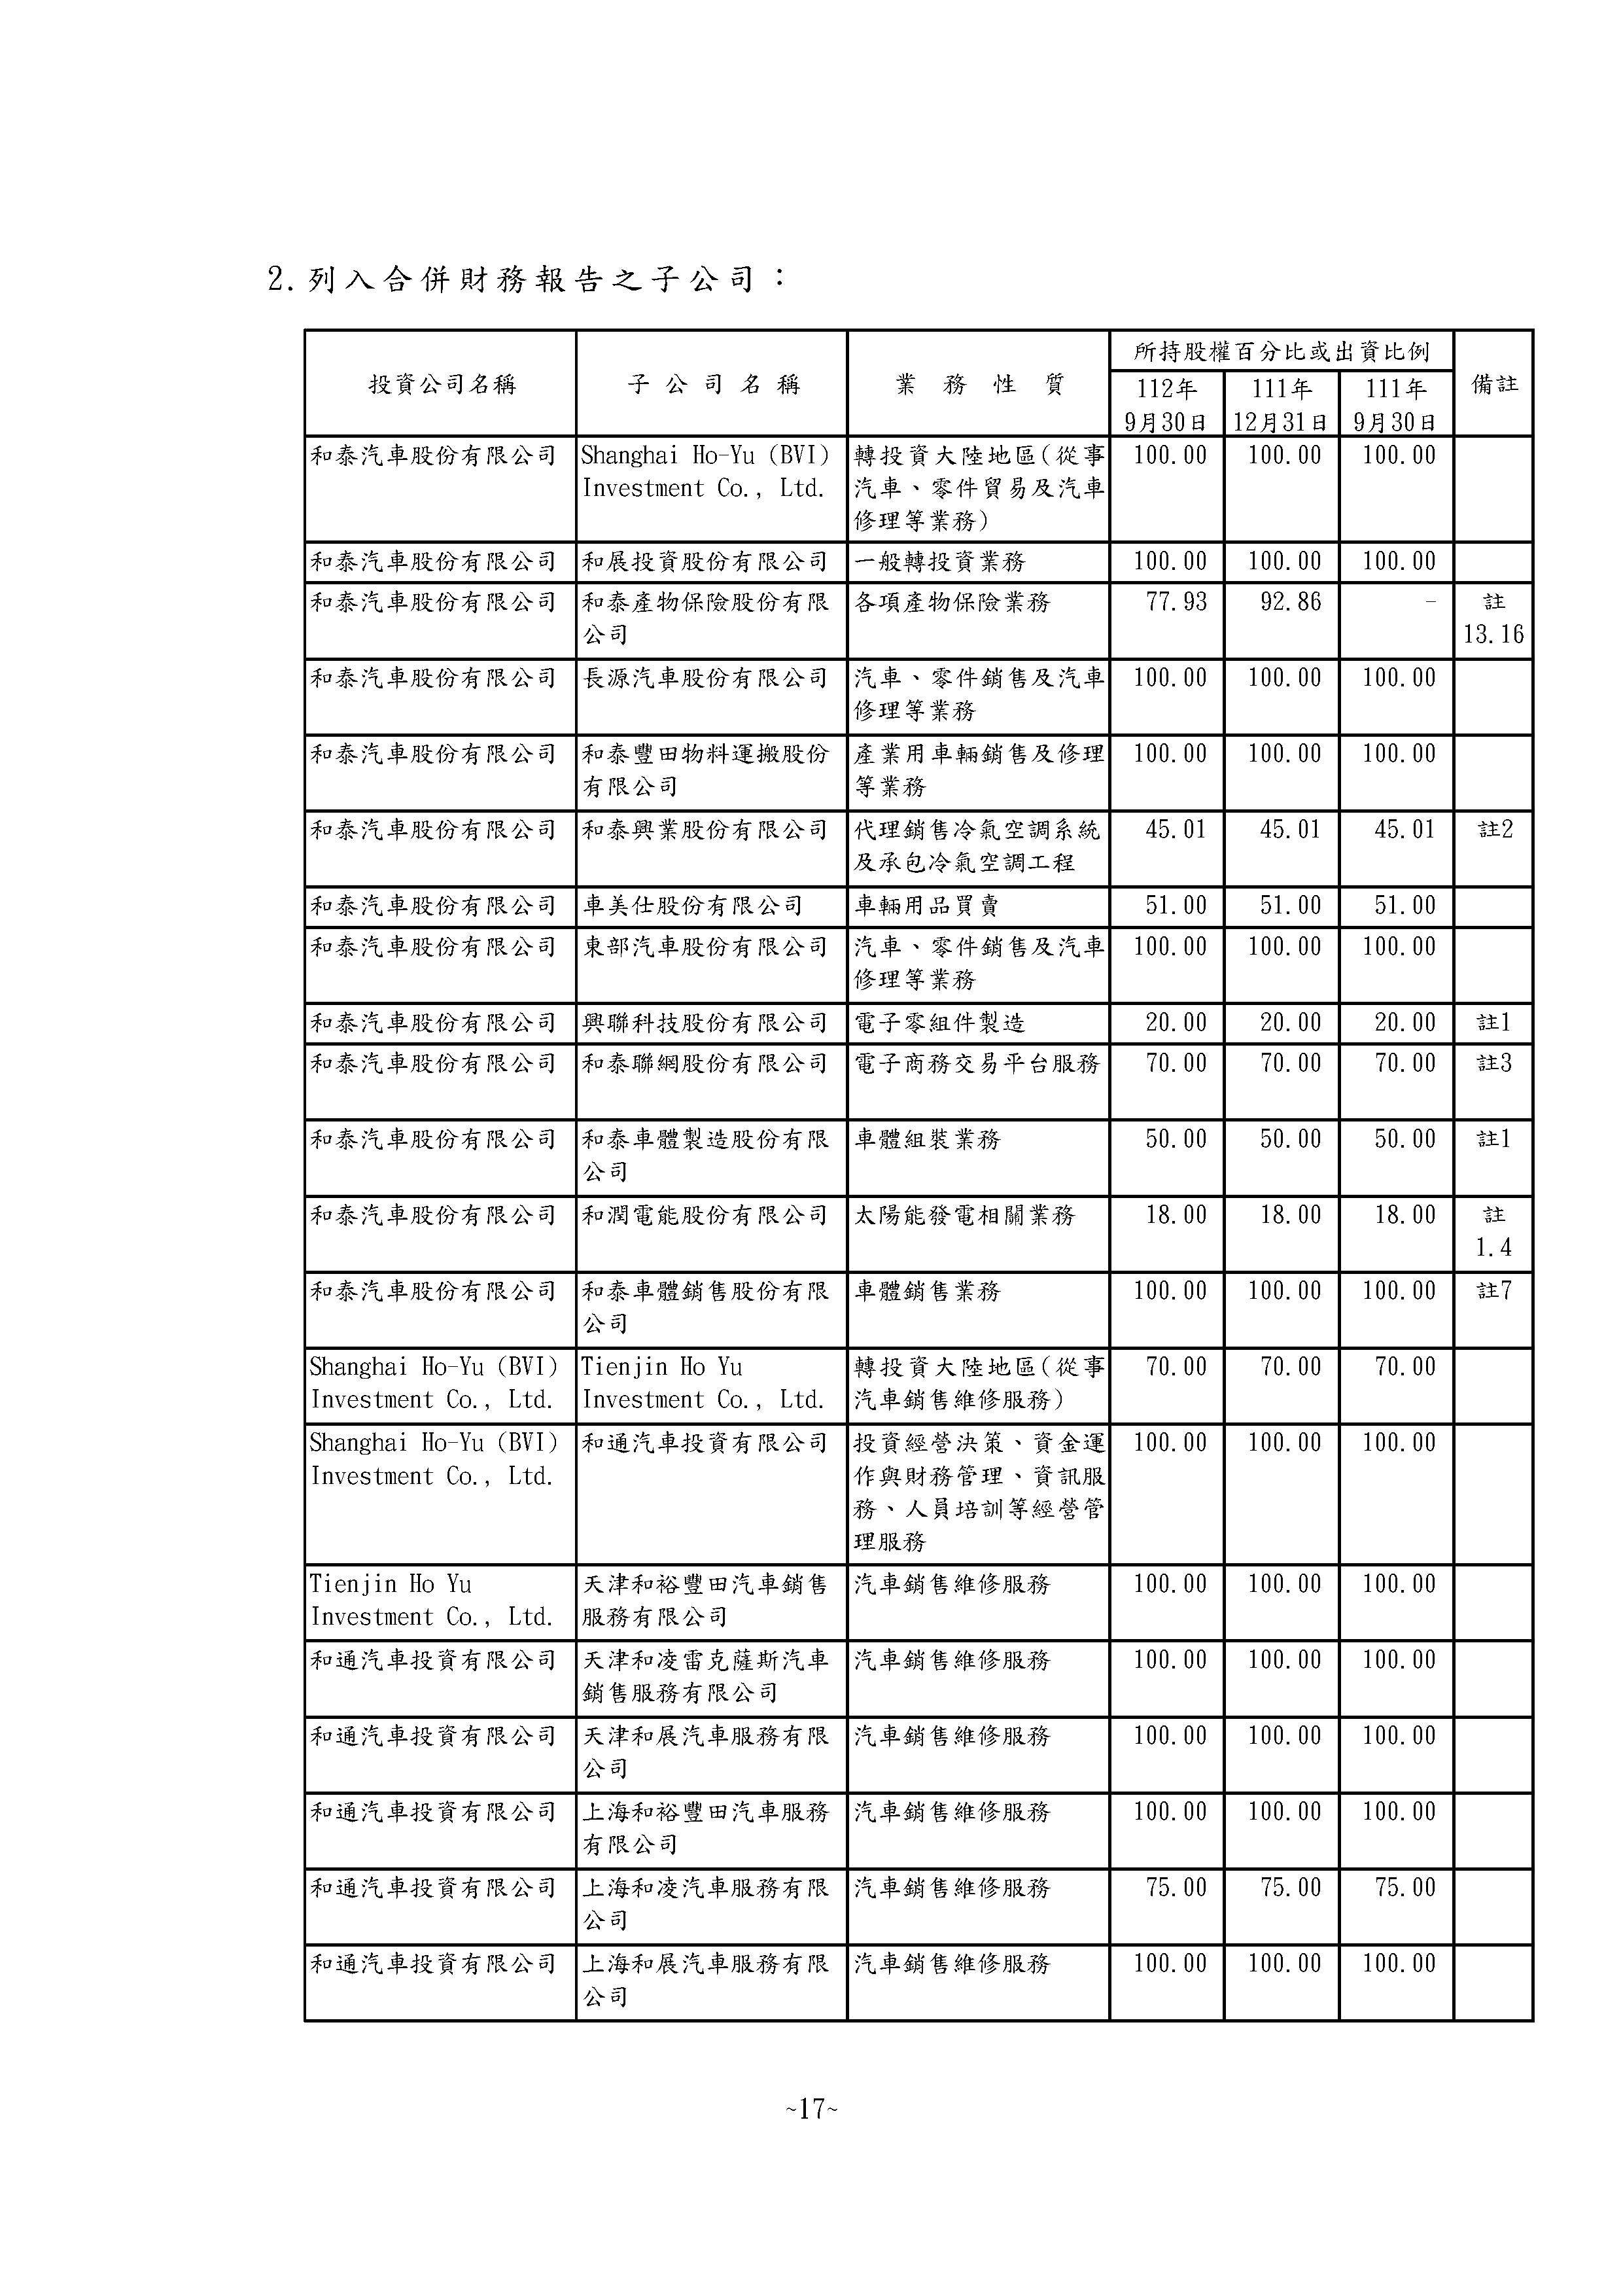 2. 列入合併財務報告之子公司：
投資公司名稱 子公司名稱 業務性質 所持股權百分比或出資比例 備註
112年 111年 111年
9月30日 12月31日 9月30日
和泰汽車股份有限公司 Shanghai Ho-Yu (BVI) 轉投資大陸地區(從事 100.00 100.00 100.00
Investment Co., Ltd. 汽車、零件貿易及汽車
修理等業務)
和泰汽車股份有限公司 和展投資股份有限公司 一般轉投資業務 100.00 100.00 100.00
和泰汽車股份有限公司 和泰產物保險股份有限 各項產物保險業務 77.93 92.86 - 註
公司 13.16
和泰汽車股份有限公司 長源汽車股份有限公司 汽車、零件銷售及汽車 100.00 100.00 100.00
修理等業務
和泰汽車股份有限公司 和泰豐田物料運搬股份 產業用車輛銷售及修理 100.00 100.00 100.00
有限公司 等業務
和泰汽車股份有限公司 和泰興業股份有限公司 代理銷售冷氣空調系統 45.01 45.01 45.01 註2
及承包冷氣空調工程
和泰汽車股份有限公司 車美仕股份有限公司 車輛用品買賣 51.00 51.00 51.00
和泰汽車股份有限公司 東部汽車股份有限公司 汽車、零件銷售及汽車 100.00 100.00 100.00
修理等業務
和泰汽車股份有限公司 興聯科技股份有限公司 電子零組件製造 20.00 20.00 20.00 註1
和泰汽車股份有限公司 和泰聯網股份有限公司 電子商務交易平台服務 70.00 70.00 70.00 註3
和泰汽車股份有限公司 和泰車體製造股份有限 車體組裝業務 50.00 50.00 50.00 註1
公司
和泰汽車股份有限公司 和潤電能股份有限公司 太陽能發電相關業務 18.00 18.00 18.00 註
1.4
和泰汽車股份有限公司 和泰車體銷售股份有限 車體銷售業務 100.00 100.00 100.00 註7
公司
Shanghai Ho-Yu (BVI) Tienjin Ho Yu 轉投資大陸地區(從事 70.00 70.00 70.00
Investment Co., Ltd. Investment Co., Ltd. 汽車銷售維修服務)
Shanghai Ho-Yu (BVI) 和通汽車投資有限公司 投資經營決策、資金運 100.00 100.00 100.00
Investment Co., Ltd. 作與財務管理、資訊服
務、人員培訓等經營管
理服務
Tienjin Ho Yu 天津和裕豐田汽車銷售 汽車銷售維修服務 100.00 100.00 100.00
Investment Co., Ltd. 服務有限公司
和通汽車投資有限公司 天津和凌雷克薩斯汽車 汽車銷售維修服務 100.00 100.00 100.00
銷售服務有限公司
和通汽車投資有限公司 天津和展汽車服務有限 汽車銷售維修服務 100.00 100.00 100.00
公司
和通汽車投資有限公司 上海和裕豐田汽車服務 汽車銷售維修服務 100.00 100.00 100.00
有限公司
和通汽車投資有限公司 上海和凌汽車服務有限 汽車銷售維修服務 75.00 75.00 75.00
公司
和通汽車投資有限公司 上海和展汽車服務有限 汽車銷售維修服務 100.00 100.00 100.00
公司
~17~